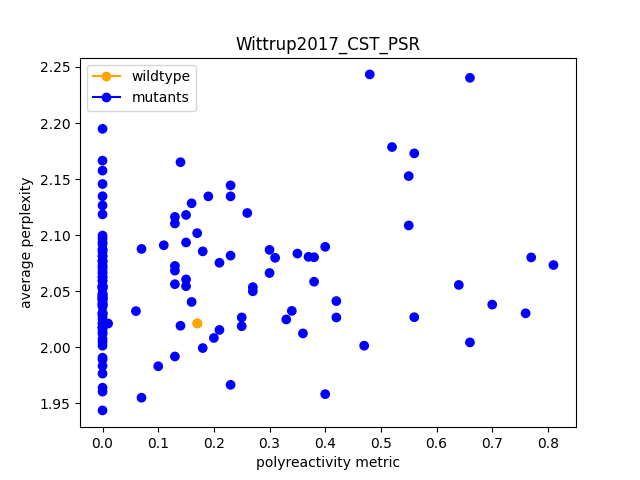 Wittrup2017_CST_PSR
wildtype
mutants
2.25
2.20
2.15
2.10
2.05
2.00
1.95
average perplexity
0.0 0.1 0.2 0.3 0.4 0.5 0.6 0.7 0.8
polyreactivity metric